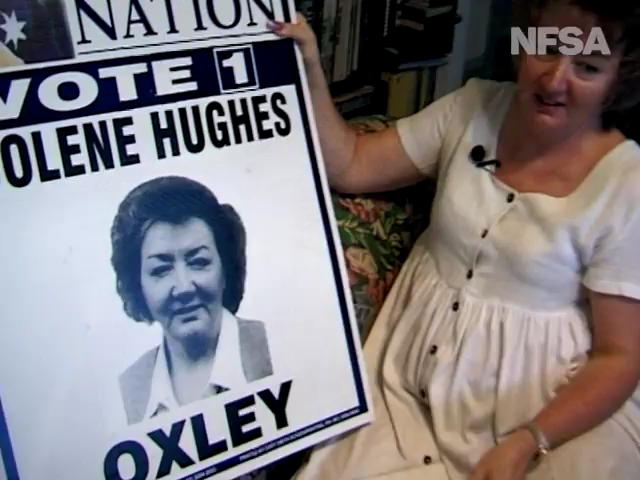 NFSA
NATION
VOTE 1
OLENE HUGHES
OXLEY